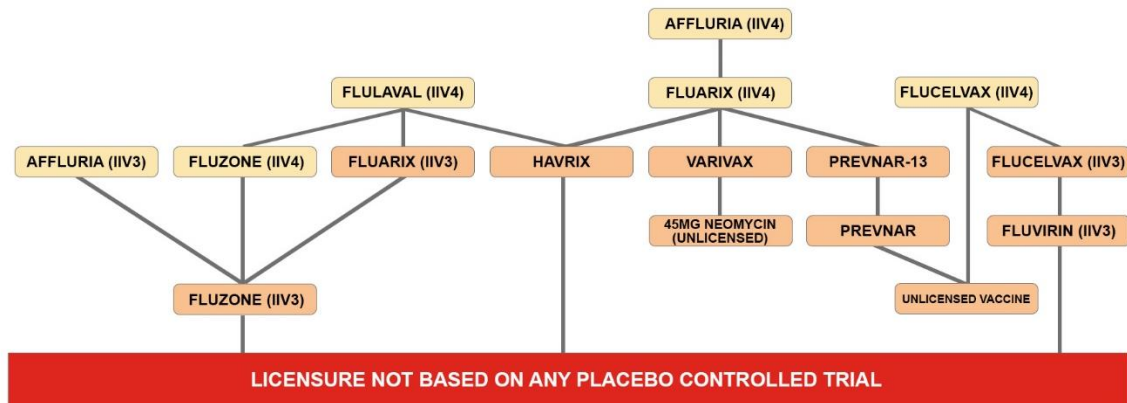 AFFLURIA (IIV4)
FLULAVAL (IIV4)
FLUARIX (IIV4)
FLUCELVAX (IIV4)
AFFLURIA (IIV3)
FLUZONE (IIV4)
FLUARIX (IIV3)
HAVRIX
VARIVAX
PREVNAR-13
FLUCELVAX (IIV3)
45MG NEOMYCIN
(UNLICENSED)
PREVNAR
FLUVIRIN (IIV3)
FLUZONE (IIV3)
UNLICENSED VACCINE
LICENSURE NOT BASED ON ANY PLACEBO CONTROLLED TRIAL